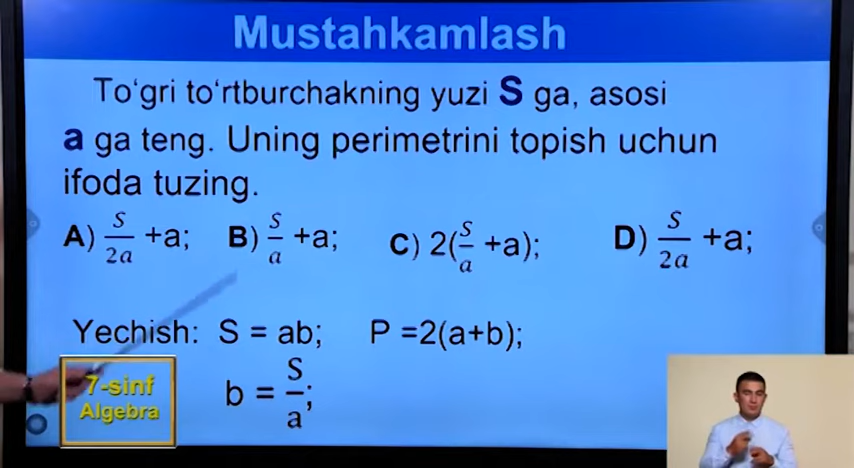 Mustahkamlash
To‘gri to‘rtburchakning yuzi S ga, asosi
a ga teng. Uning perimetrini topish uchun
ifoda tuzing.
A) S/2a +a; B) S/a +a; C) 2(S/a +a); D) S/2a +a;
Yechish: S = ab; P =2(a+b);
b = S/a;
7-sinf
Algebra